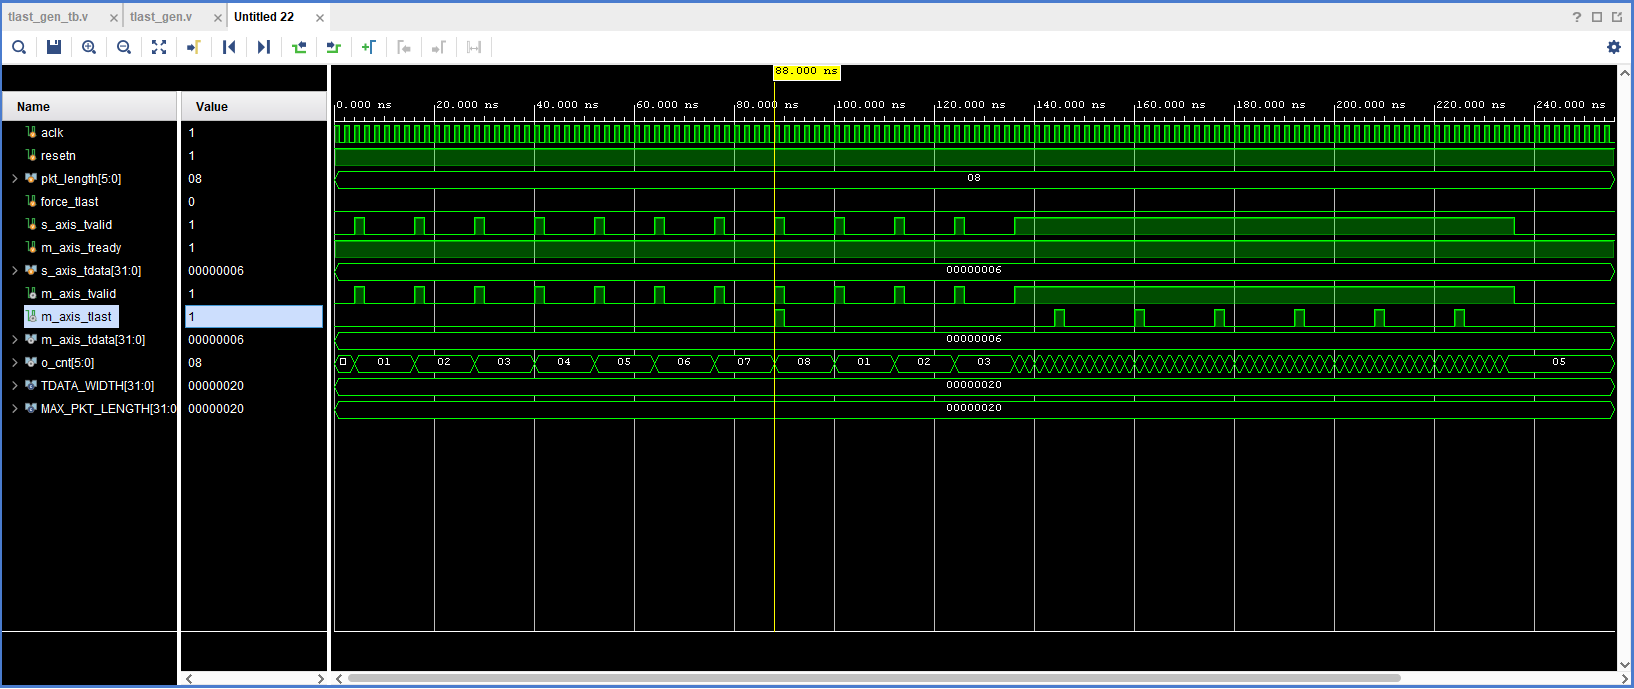 tlast_gen_tb.v × tlast_gen.v × Untitled 22 ×
?
88.000 ns
Name Value
0.000 ns 20.000 ns 40.000 ns 60.000 ns 80.000 ns 100.000 ns 120.000 ns 140.000 ns 160.000 ns 180.000 ns 200.000 ns 220.000 ns 240.000 ns
aclk 1
resetn 1
pkt_length[5:0] 08 08
force_tlast 0
s_axis_tvalid 1
m_axis_tready 1
s_axis_tdata[31:0] 00000006 00000006
m_axis_tvalid 1
m_axis_tlast 1
m_axis_tdata[31:0] 00000006 00000006
o_cnt[5:0] 08 01 02 03 04 05 06 07 08 01 02 03 05
TDATA_WIDTH[31:0] 00000020 00000020
MAX_PKT_LENGTH[31:0 00000020 00000020